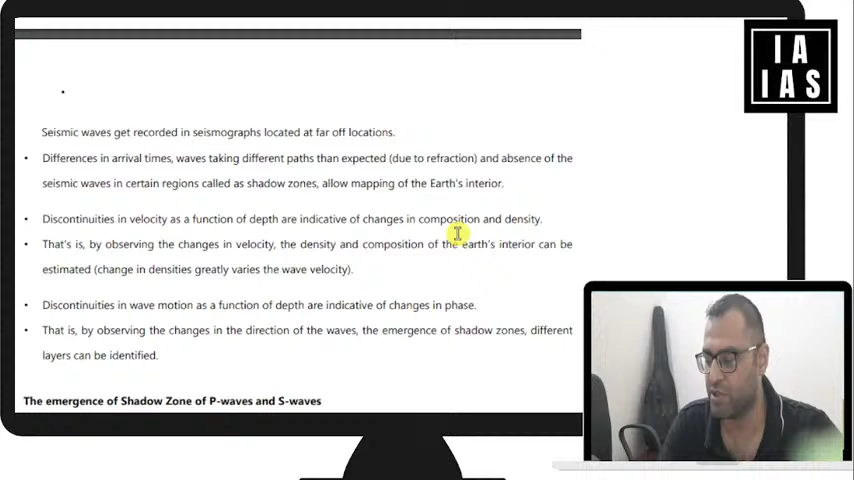 IA
IAS
Seismic waves get recorded in seismografs located at far off locations.
• Differences in arrival times, waves taking different paths than expected (due to refraction) and absence of the
seismic waves in certain regions called as shadow zones, allow mapping of the Earth's interior.
• Discontinuities in velocity as a function of depth are indicative of changes in composition and density.
• That's is, by observing the changes in velocity, the density and composition of the earth's interior can be
estimated (change in densities greatly varies the wave velocity).
• Discontinuities in wave motion as a function of depth are indicative of changes in phase.
• That is, by observing the changes in the direction of the waves, the emergence of shadow zones, different
layers can be identified.
The emergence of Shadow Zone of P-waves and S-waves